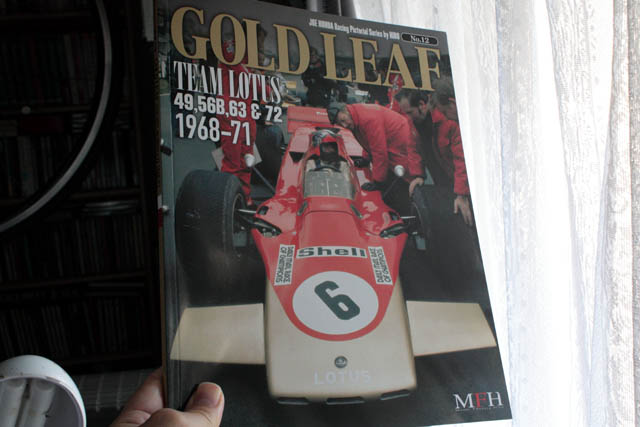 JOE HONDA Racing Pictorial Series by HIRO No.12
GOLD LEAF
TEAM LOTUS
49,56B,63 & 72
1968-71
Shell
6
LOTUS
MFH